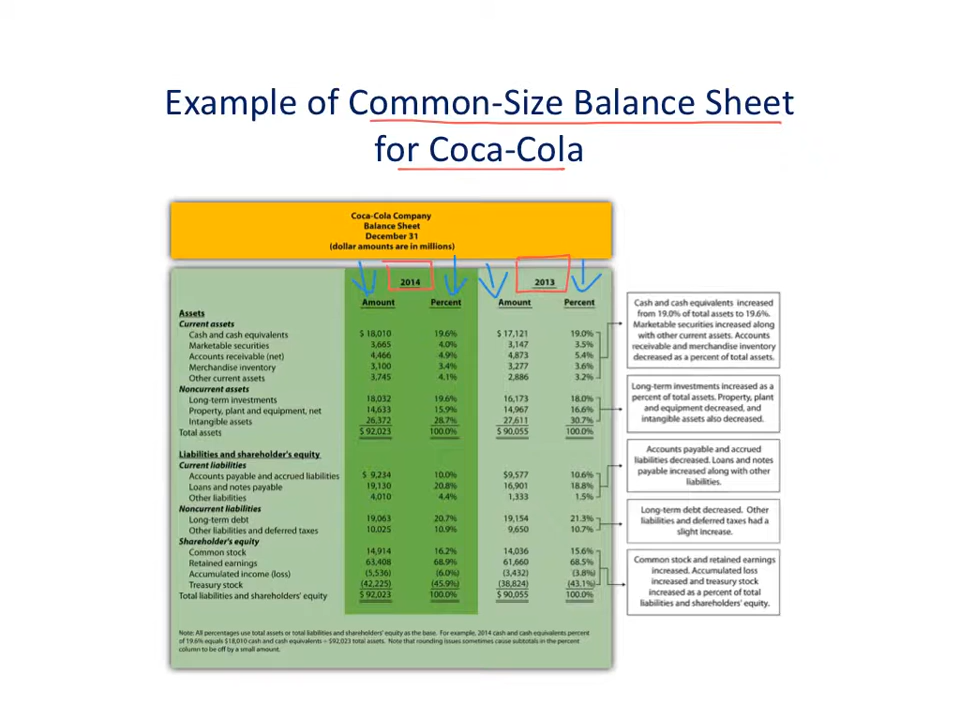 Example of Common-Size Balance Sheet
for Coca-Cola
Coca-Cola Company
Balance Sheet
December 31
(dollar amounts are in millions)
2014 2013
Amount Percent Amount Percent
Assets
Current assets
Cash and cash equivalents $ 18,010 19.6% $ 17,121 19.0%
Marketable securities 3,665 4.0% 3,147 3.5%
Accounts receivable (net) 4,466 4.9% 4,873 5.4%
Merchandise inventory 3,100 3.4% 3,277 3.6%
Other current assets 3,745 4.1% 2,886 3.2%
Noncurrent assets
Long-term investments 18,032 19.6% 16,173 18.0%
Property, plant and equipment, net 14,633 15.9% 14,967 16.6%
Intangible assets 26,372 28.7% 27,611 30.7%
Total assets $ 92,023 100.0% $ 90,055 100.0%
Liabilities and shareholder's equity
Current liabilities
Accounts payable and accrued liabilities $ 9,234 10.0% $9,577 10.6%
Loans and notes payable 19,130 20.8% 16,901 18.8%
Other liabilities 4,010 4.4% 1,333 1.5%
Noncurrent liabilities
Long-term debt 19,063 20.7% 19,154 21.3%
Other liabilities and deferred taxes 10,025 10.9% 9,650 10.7%
Shareholder's equity
Common stock 14,914 16.2% 14,036 15.6%
Retained earnings 63,408 68.9% 61,660 68.5%
Accumulated income (loss) (5,536) (6.0%) (3,432) (3.8%)
Treasury stock (42,225) (45.9%) (38,824) (43.1%)
Total liabilities and shareholders' equity $ 92,023 100.0% $ 90,055 100.0%
Note: All percentages use total assets or total liabilities and shareholders' equity as the base. For example, 2014 cash and cash equivalents percent
of 19.6% equals $18,010 cash and cash equivalents ÷ $92,023 total assets. Note that rounding issues sometimes cause subtotals in the percent
column to be off by a small amount.
Cash and cash equivalents increased
from 19.0% of total assets to 19.6%.
Marketable securities increased along
with other current assets. Accounts
receivable and merchandise inventory
decreased as a percent of total assets.
Long-term investments increased as a
percent of total assets. Property, plant
and equipment decreased, and
intangible assets also decreased.
Accounts payable and accrued
liabilities decreased. Loans and notes
payable increased along with other
liabilities.
Long-term debt decreased. Other
liabilities and deferred taxes had a
slight increase.
Common stock and retained earnings
increased. Accumulated loss
increased and treasury stock
increased as a percent of total
liabilities and shareholders' equity.